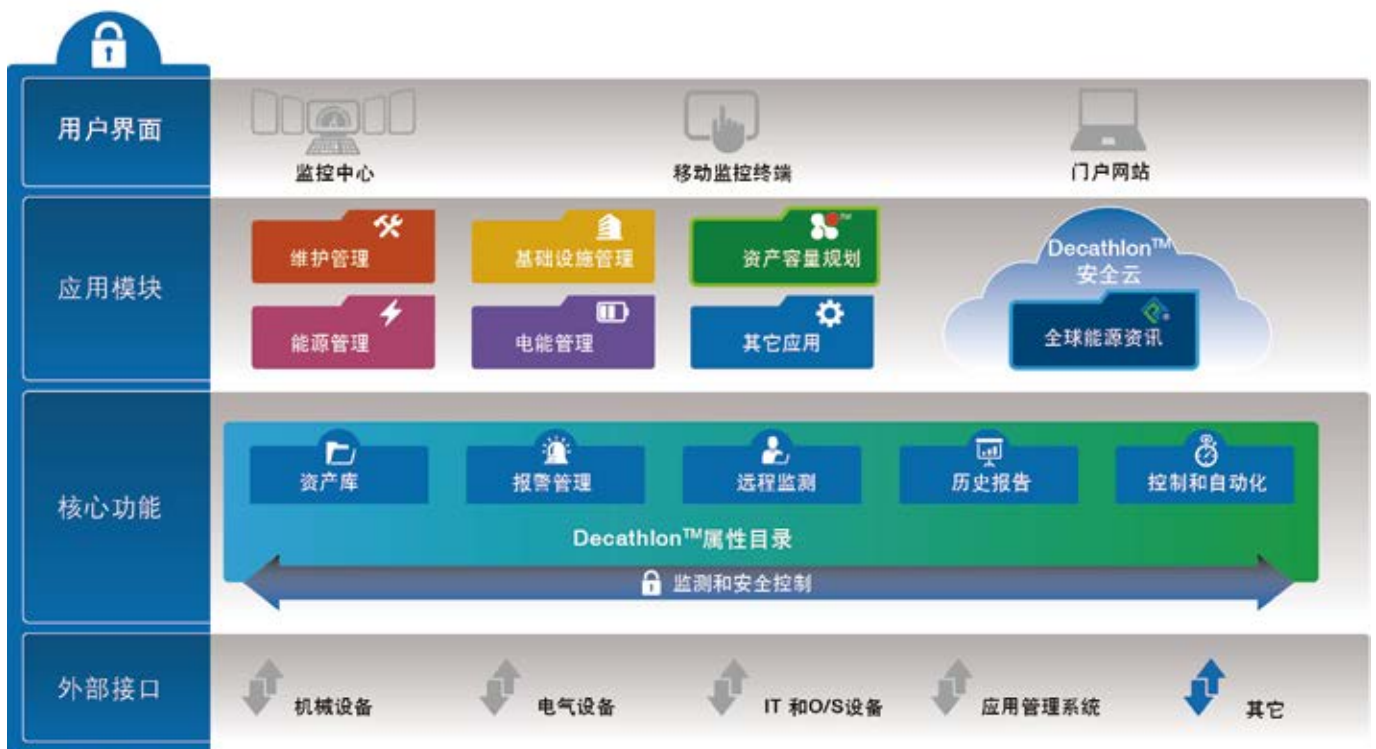 用户界面
监控中心
移动监控终端
门户网站
应用模块
维护管理
基础设施管理
资产容量规划
Decathlon™
安全云
能源管理
电能管理
其它应用
全球能源资讯
核心功能
资产库
报警管理
远程监测
历史报告
控制和自动化
Decathlon™属性目录
监测和安全控制
外部接口
机械设备
电气设备
IT 和O/S设备
应用管理系统
其它